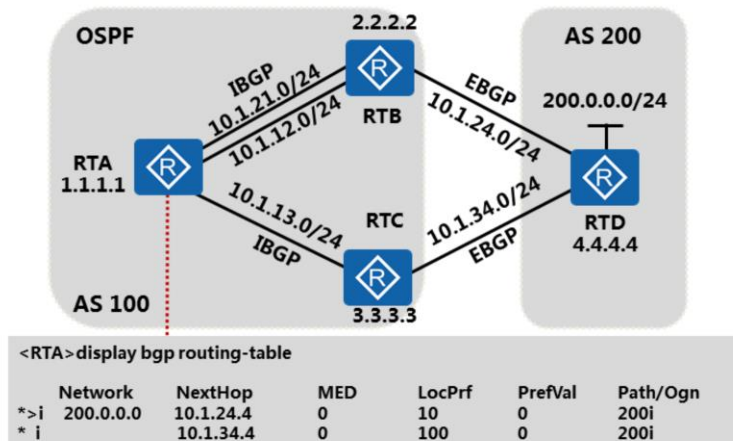 OSPF
2.2.2.2
AS 200
IBGP
10.1.21.0/24
10.1.12.0/24
RTB
EBGP
10.1.24.0/24
200.0.0.0/24
RTA
1.1.1.1
10.1.13.0/24
IBGP
RTC
10.1.34.0/24
EBGP
RTD
4.4.4.4
AS 100
3.3.3.3
R
R
R
R
<RTA>display bgp routing-table
Network NextHop MED LocPrf PrefVal Path/Ogn
*>i 200.0.0.0 10.1.24.4 0 10 0 200i
* i 10.1.34.4 0 100 0 200i